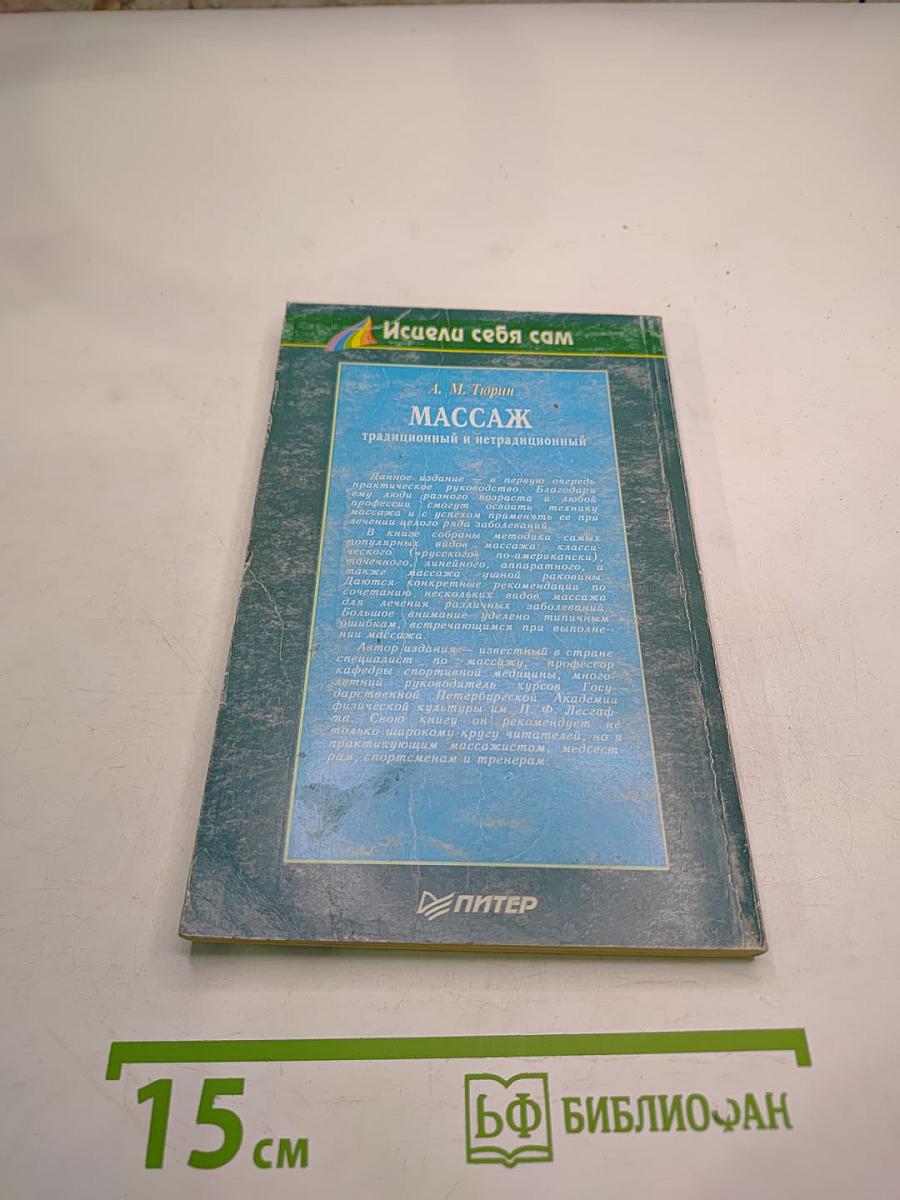 Исцели себя сам
А. М. Тюрин
МАССАЖ
традиционный и нетрадиционный
Данное издание — в первую очередь
практическое руководство. Благодаря
ему люди разного возраста и любой
профессии смогут освоить технику
массажа и с успехом применять ее при
лечении целого ряда заболеваний.
В книге собраны методики самых
популярных видов массажа: класси-
ческого («русского» по-американски),
точечного, линейного, аппаратного, а
также массажа ушной раковины.
Даются конкретные рекомендации по
сочетанию нескольких видов массажа
для лечения различных заболеваний.
Большое внимание уделено типичным
ошибкам, встречающимся при выполне-
нии массажа.
Автор издания — известный в стране
специалист по массажу, профессор
кафедры спортивной медицины, много-
летний руководитель курсов Госу-
дарственной Петербургской Академии
физической культуры им. П. Ф. Лесгаф-
та. Свою книгу он рекомендует не
только широкому кругу читателей, но и
практикующим массажистом, медсест
рам, спортсменам и тренерам.
ПИТЕР
15 см
БФ БИБЛИОФАН